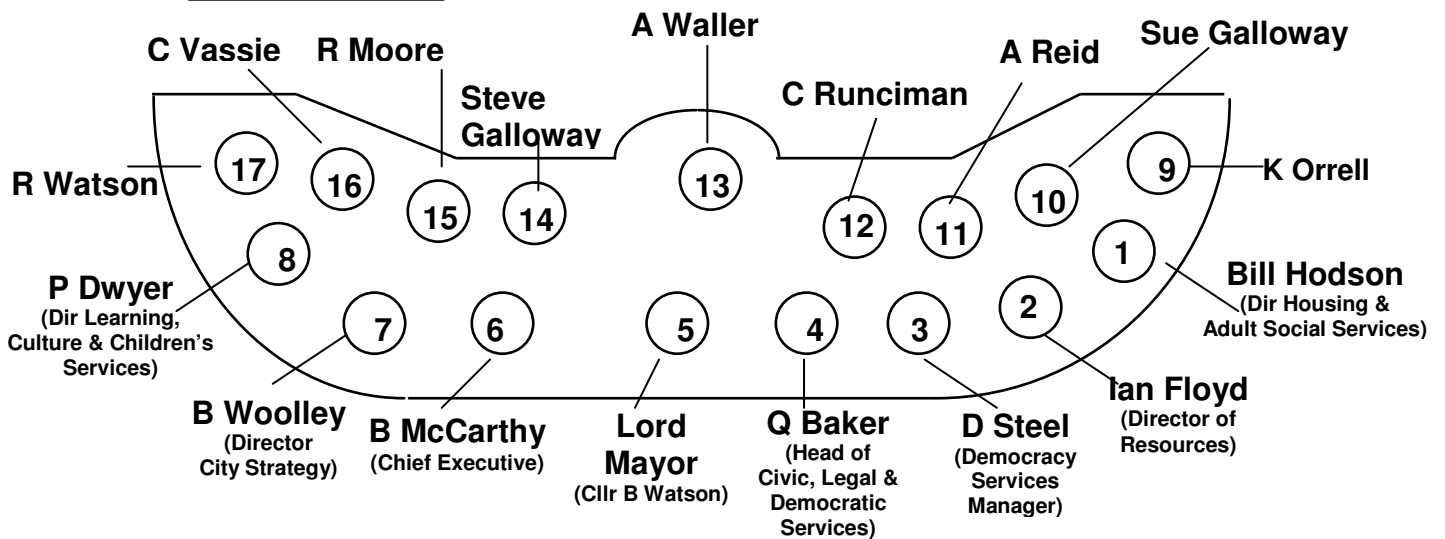 A Waller
Sue Galloway
C Vassie
R Moore
A Reid
Steve
Galloway
C Runciman
R Watson
17
16
15
14
13
12
11
10
9
K Orrell
8
7
6
5
4
3
2
1
P Dwyer
(Dir Learning,
Culture & Children's
Services)
Bill Hodson
(Dir Housing &
Adult Social Services)
B Woolley
(Director
City Strategy)
B McCarthy
(Chief Executive)
Lord
Mayor
(Cllr B Watson)
Q Baker
(Head of
Civic, Legal &
Democratic
Services)
D Steel
(Democracy
Services
Manager)
Ian Floyd
(Director of
Resources)